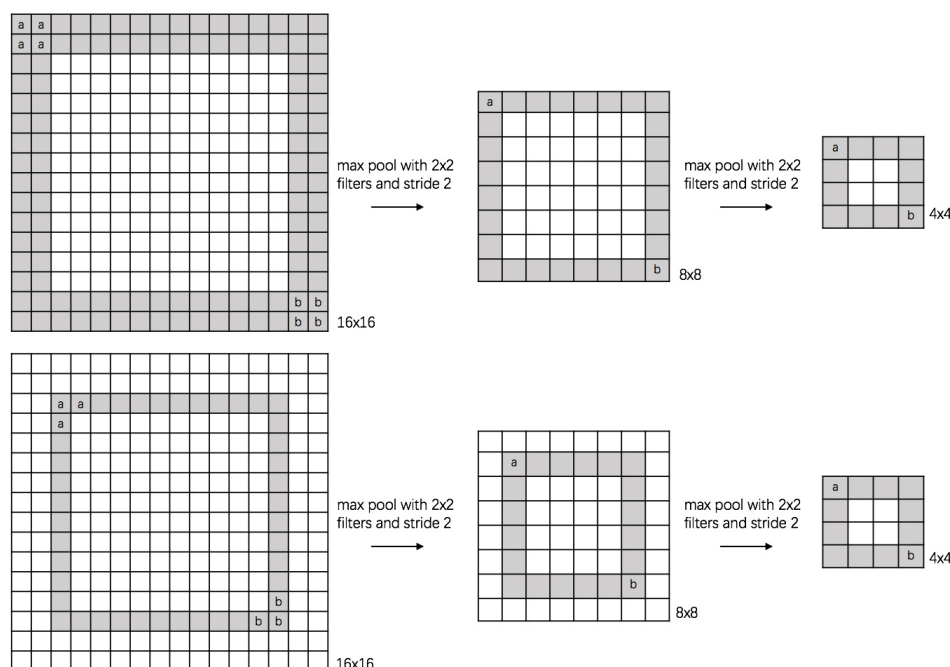 a a
a a
a
a
max pool with 2x2
filters and stride 2
max pool with 2x2
filters and stride 2
b
4x4
b
8x8
b b
b b
16x16
a a
a
a
a
max pool with 2x2
filters and stride 2
max pool with 2x2
filters and stride 2
b
4x4
b
b
b b
8x8
16x16